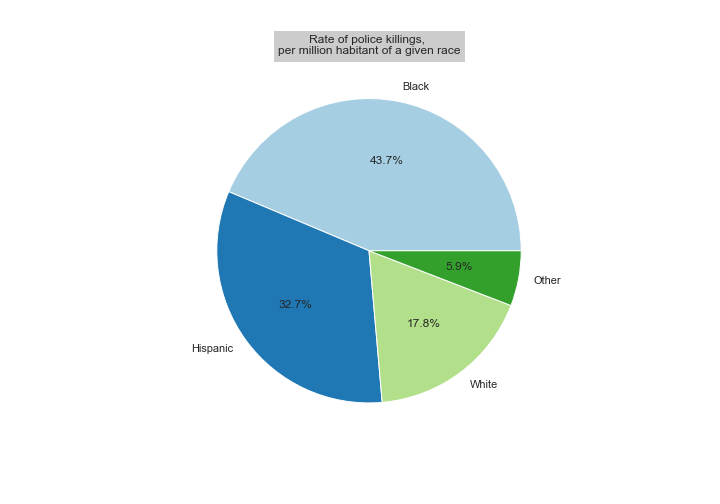 Rate of police killings,
per million habitant of a given race
Black
43.7%
5.9%
Other
32.7%
17.8%
Hispanic
White